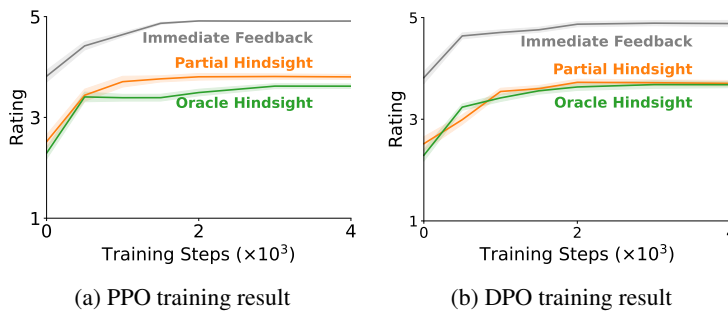 5
Immediate Feedback
Partial Hindsight
Oracle Hindsight
3
Rating
1
0
2
4
Training Steps (×10³)
(a) PPO training result
5
Immediate Feedback
Partial Hindsight
Oracle Hindsight
3
Rating
1
0
2
Training Steps (×10³)
(b) DPO training result